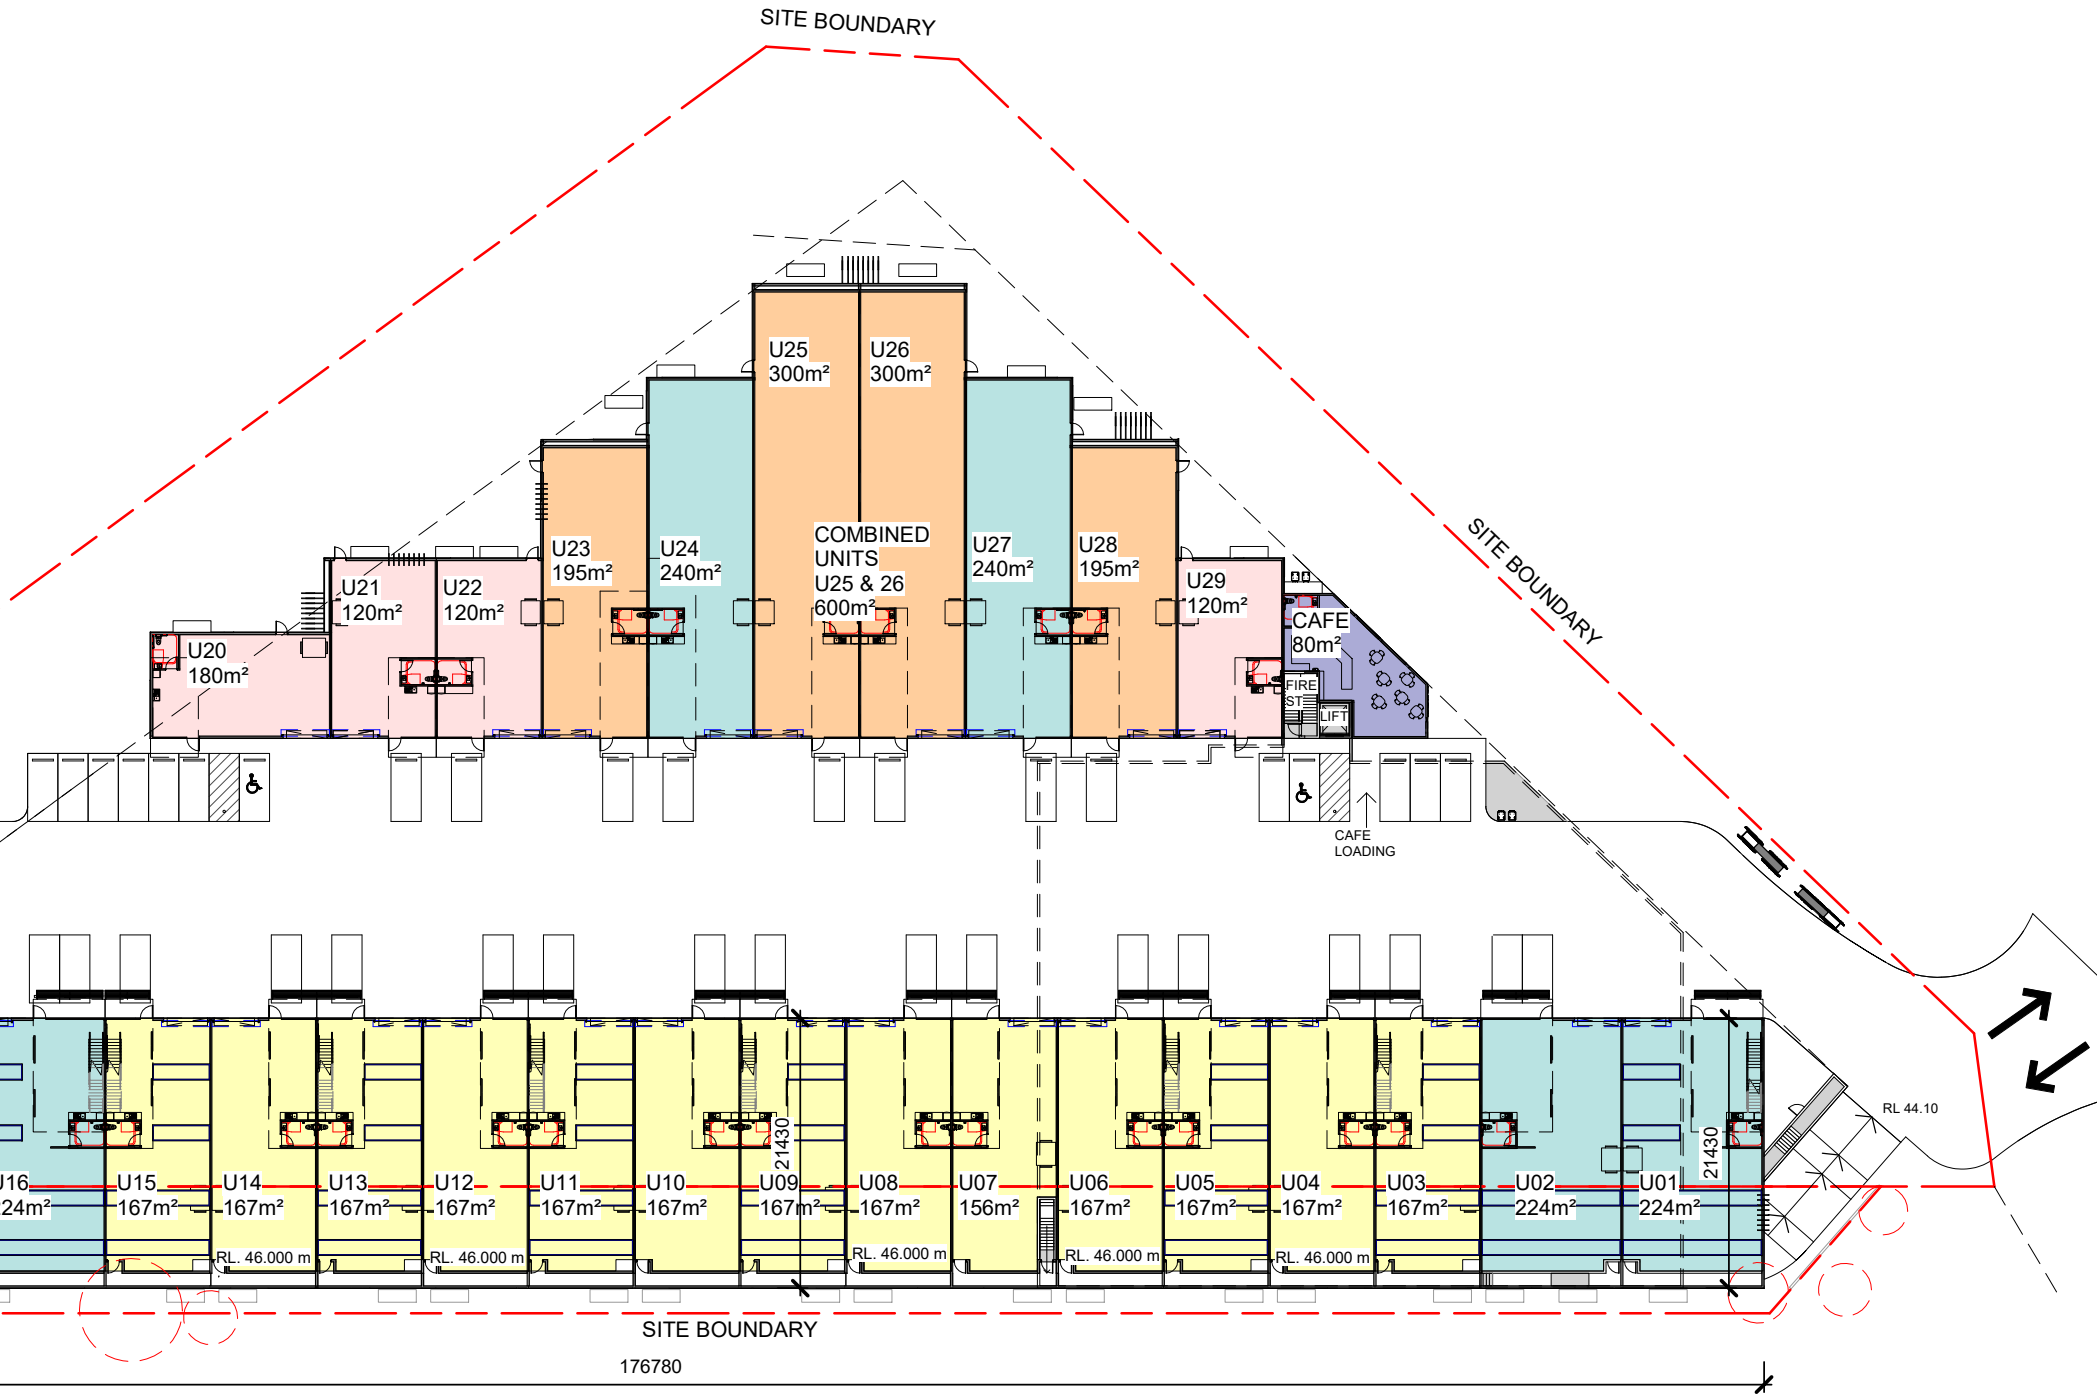 SITE BOUNDARY
U25
300m²
U26
300m²
SITE BOUNDARY
COMBINED
UNITS
U25 & 26
600m²
U23
195m²
U24
240m²
U27
240m²
U28
195m²
U21
120m²
U22
120m²
U29
120m²
CAFE
80m²
U20
180m²
FIRE
ST
LIFT
CAFE
LOADING
RL 44.10
21430
21430
U16
224m²
U15
167m²
U14
167m²
U13
167m²
U12
167m²
U11
167m²
U10
167m²
U09
167m²
U08
167m²
U07
156m²
U06
167m²
U05
167m²
U04
167m²
U03
167m²
U02
224m²
U01
224m²
RL. 46.000 m
RL. 46.000 m
RL. 46.000 m
RL. 46.000 m
RL. 46.000 m
SITE BOUNDARY
176780